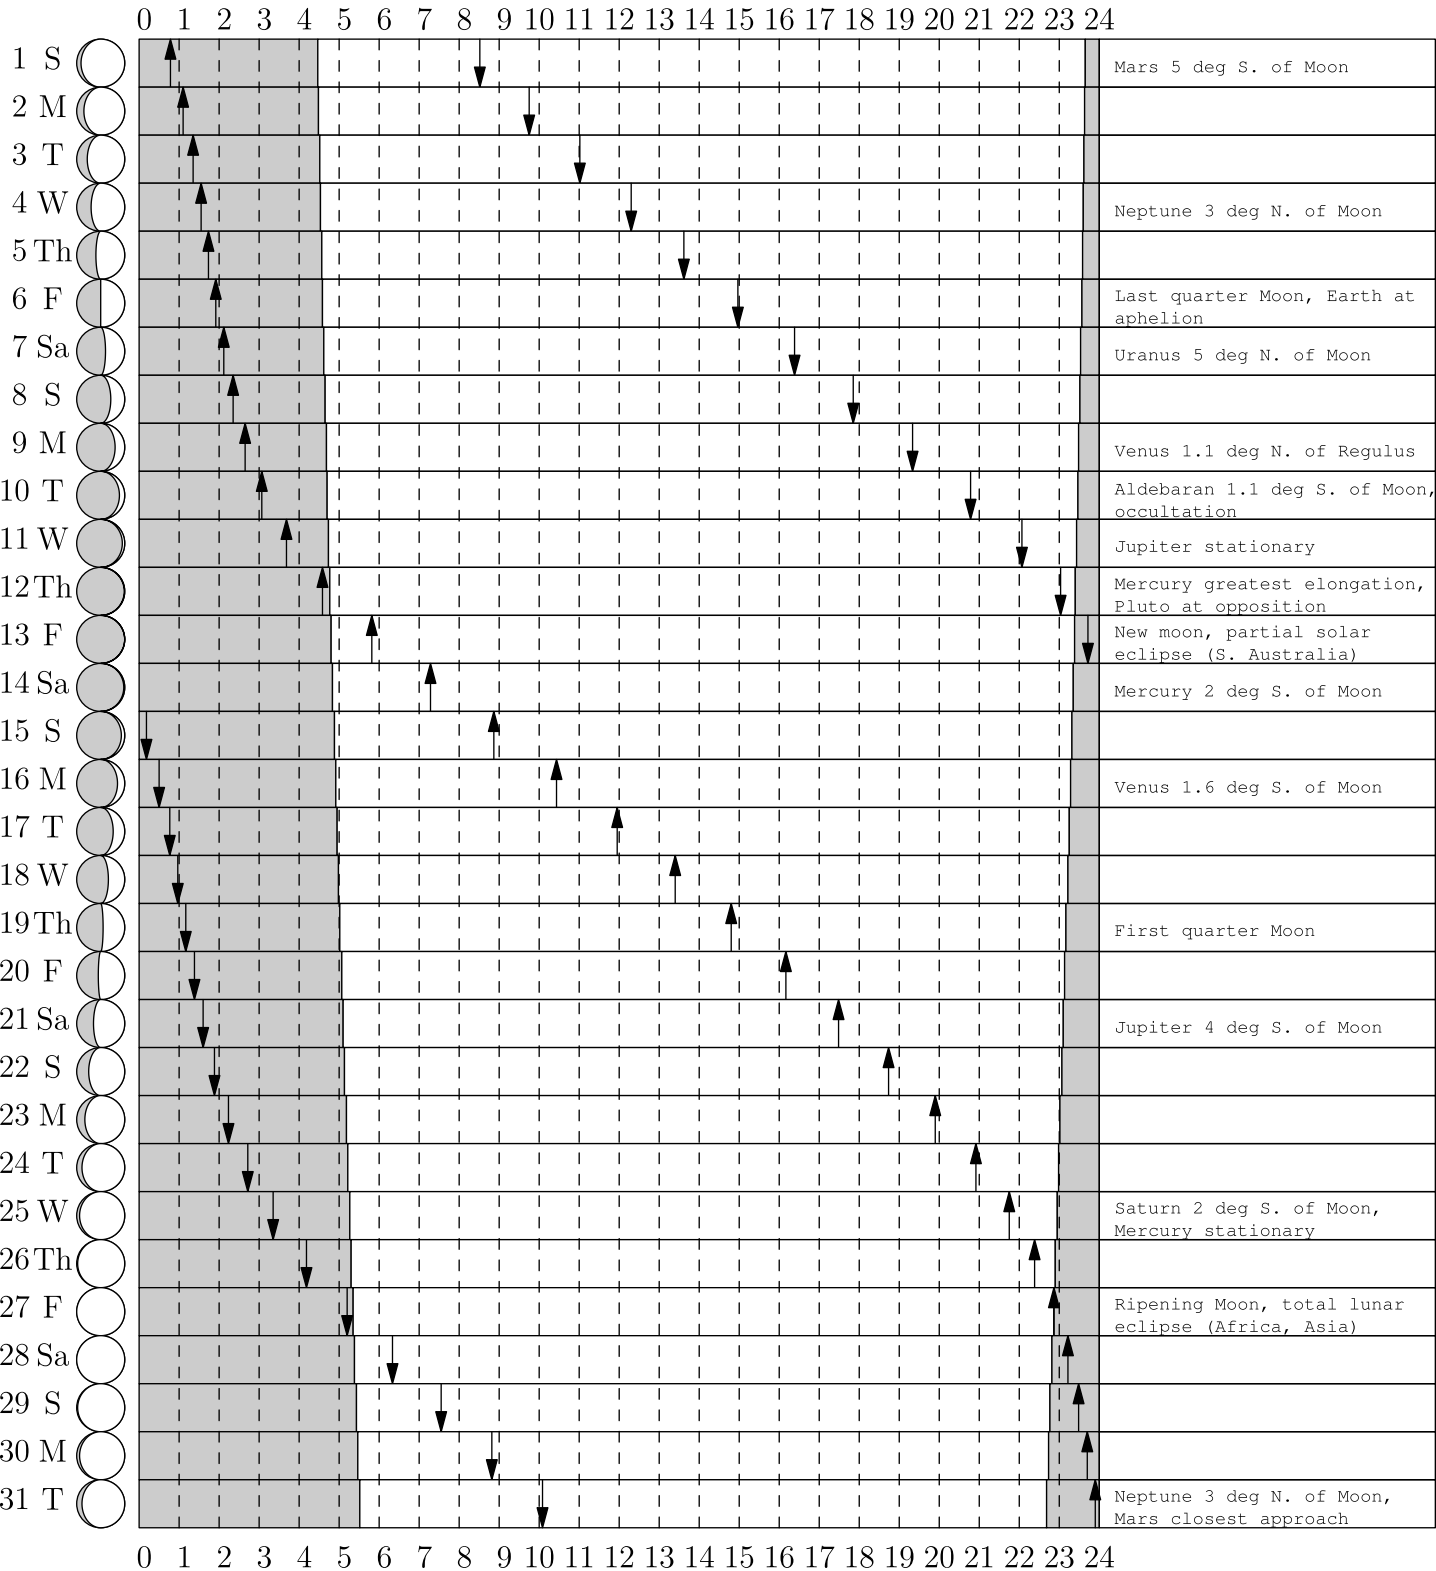 0 1 2 3 4 5 6 7 8 9 10 11 12 13 14 15 16 17 18 19 20 21 22 23 24
1 S Mars 5 deg S. of Moon
2 M
3 T
4 W Neptune 3 deg N. of Moon
5 Th
6 F Last quarter Moon, Earth at
aphelion
7 Sa Uranus 5 deg N. of Moon
8 S
9 M Venus 1.1 deg N. of Regulus
10 T Aldebaran 1.1 deg S. of Moon,
occultation
11 W Jupiter stationary
12 Th Mercury greatest elongation,
Pluto at opposition
13 F New moon, partial solar
eclipse (S. Australia)
14 Sa Mercury 2 deg S. of Moon
15 S
16 M Venus 1.6 deg S. of Moon
17 T
18 W
19 Th First quarter Moon
20 F
21 Sa Jupiter 4 deg S. of Moon
22 S
23 M
24 T
25 W Saturn 2 deg S. of Moon,
Mercury stationary
26 Th
27 F Ripening Moon, total lunar
eclipse (Africa, Asia)
28 Sa
29 S
30 M
31 T Neptune 3 deg N. of Moon,
Mars closest approach
0 1 2 3 4 5 6 7 8 9 10 11 12 13 14 15 16 17 18 19 20 21 22 23 24